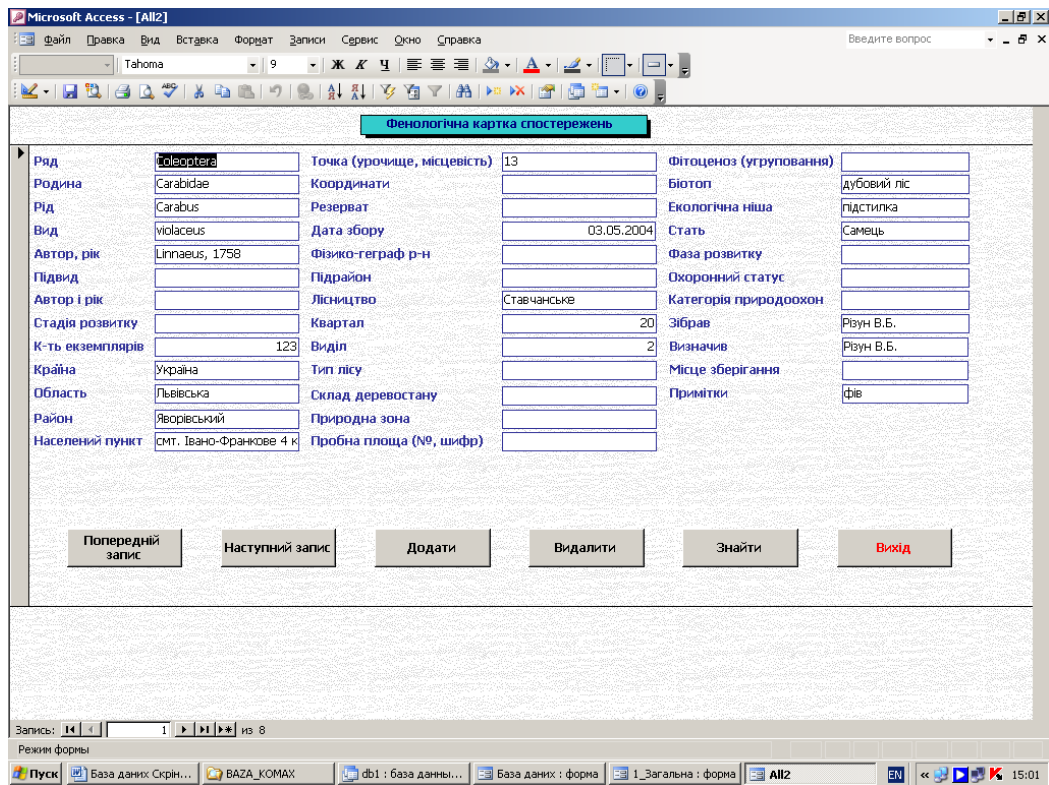 Microsoft Access - [All2]
Файл Правка Вид Вставка Формат Записи Сервис Окно Справка Введите вопрос
Tahoma 9 Ж К Ч
Фенологічна картка спостережень
Ряд Coleoptera Точка (урочище, місцевість) 13 Фітоценоз (угруповання)
Родина Carabidae Координати Біотоп дубовий ліс
Рід Carabus Резерват Екологічна ніша підстилка
Вид violaceus Дата збору 03.05.2004 Стать Самець
Автор, рік Linnaeus, 1758 Фізико-геграф р-н Фаза розвитку
Підвид Підрайон Охоронний статус
Автор і рік Лісництво Ставчанське Категорія природоохон
Стадія розвитку Квартал 20 Зібрав Різун В.Б.
К-ть екземплярів 123 Виділ 2 Визначив Різун В.Б.
Країна Україна Тип лісу Місце зберігання
Область Львівська Склад деревостану Примітки фів
Район Яворівський Природна зона
Населений пункт смт. Івано-Франкове 4 к Пробна площа (№, шифр)
Попередній запис Наступний запис Додати Видалити Знайти Вихід
Запись: 1 из 8
Режим формы
Пуск База даних Скрін... BAZA_KOMAX db1 : база данны... База даних : форма 1_Загальна : форма All2 EN 15:01